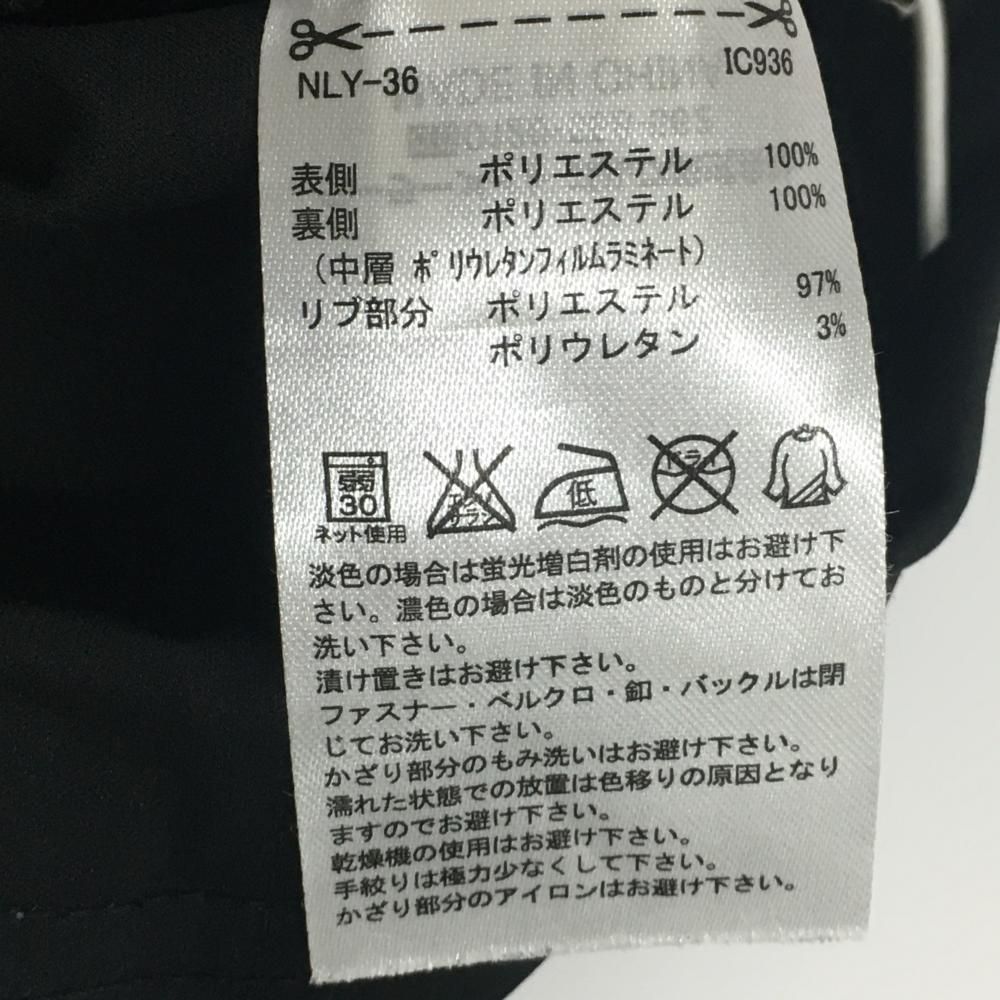 NLY-36 IC936
表側 ポリエステル 100%
裏側 ポリエステル 100%
（中層 ポリウレタンフィルムラミネート）
リブ部分 ポリエステル 97%
ポリウレタン 3%
弱
30
ネット使用
エンソ
サラシ
低
ドライ
淡色の場合は蛍光増白剤の使用はお避け下
さい。濃色の場合は淡色のものと分けてお
洗い下さい。
漬け置きはお避け下さい。
ファスナー・ベルクロ・釦・バックルは閉
じてお洗い下さい。
かざり部分のもみ洗いはお避け下さい。
濡れた状態での放置は色移りの原因となり
ますのでお避け下さい。
乾燥機の使用はお避け下さい。
手絞りは極力少なくして下さい。
かざり部分のアイロンはお避け下さい。